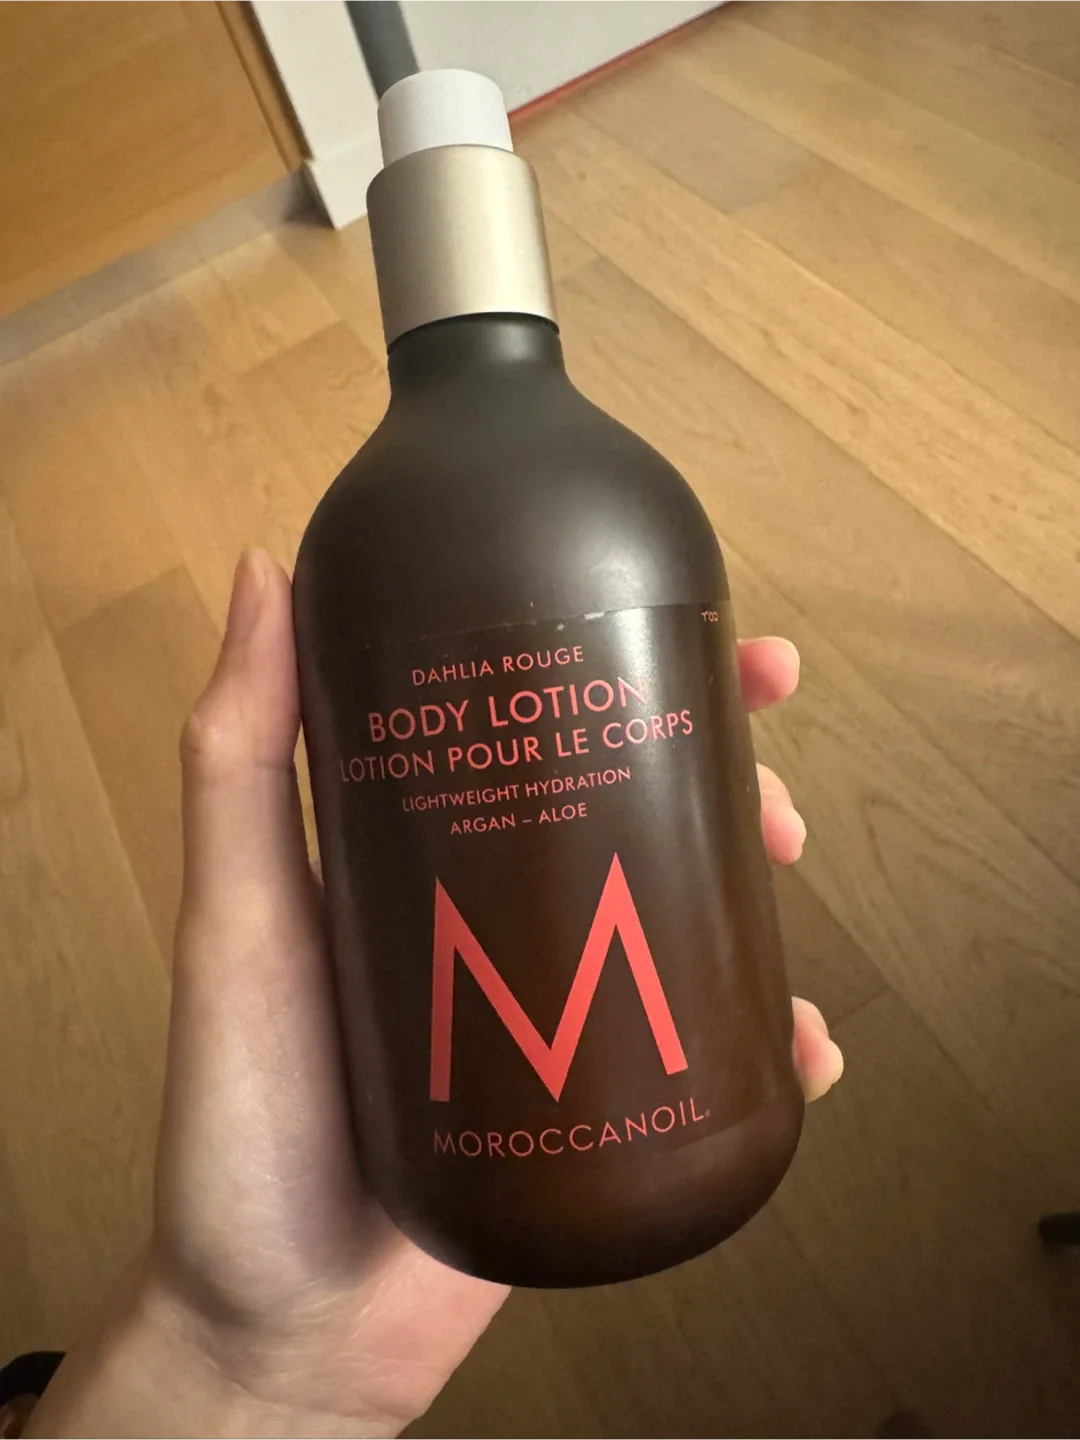 DAHLIA ROUGE
BODY LOTION
LOTION POUR LE CORPS
LIGHTWEIGHT HYDRATION
ARGAN – ALOE
M
MOROCCANOIL